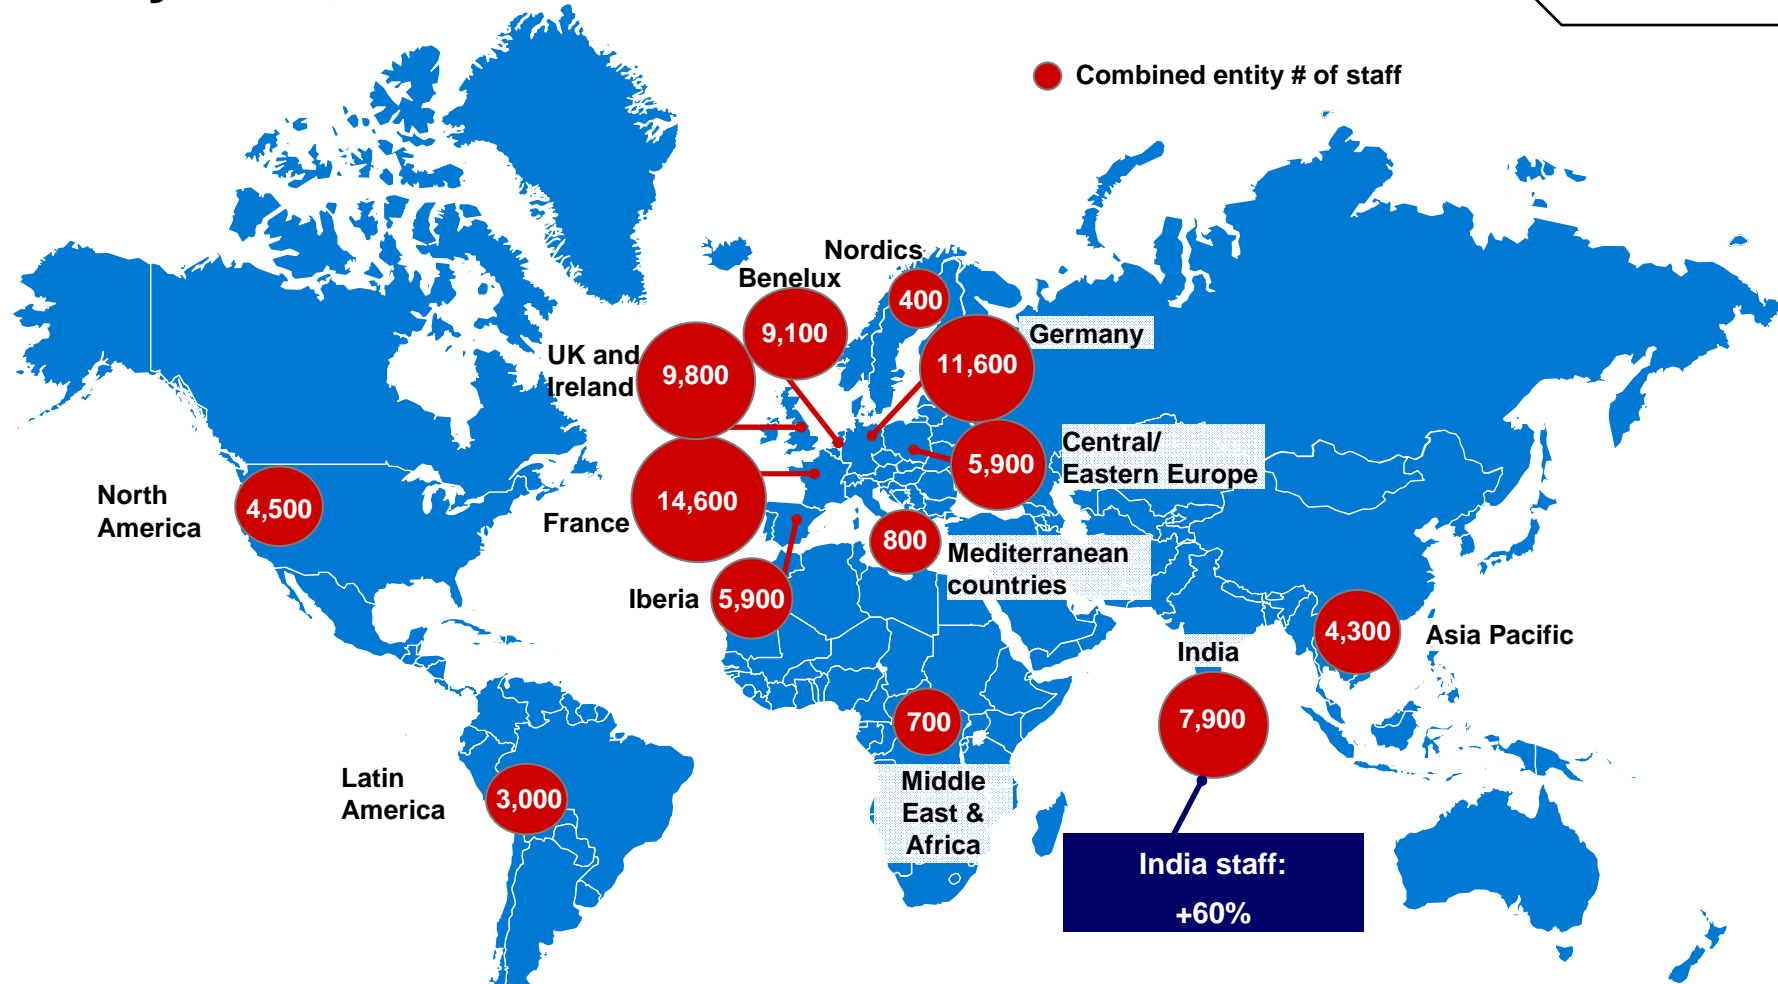 Combined entity # of staff
Nordics
400
Benelux
9,100
Germany
11,600
UK and
Ireland
9,800
Central/
Eastern Europe
5,900
North
America
4,500
France
14,600
800
Mediterranean
countries
Iberia
5,900
4,300
Asia Pacific
India
7,900
700
Middle
East &
Africa
Latin
America
3,000
India staff:
+60%